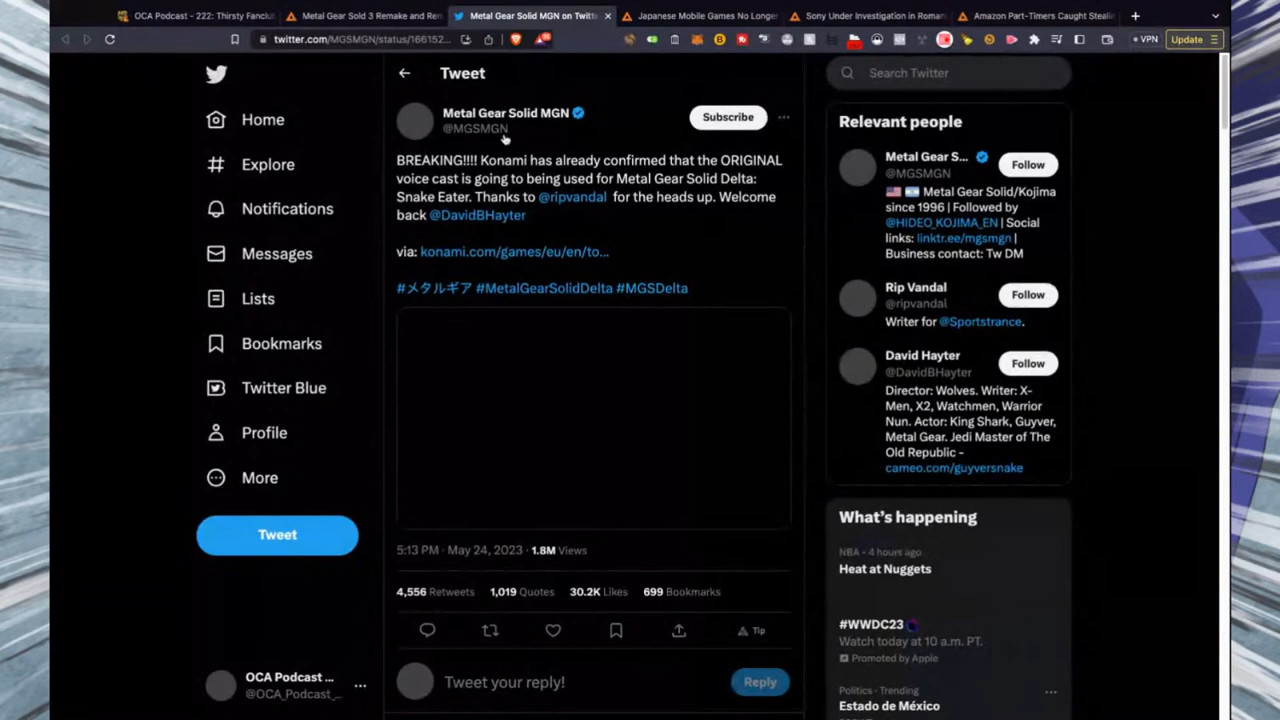 OCA Podcast - 222: Thirsty Fanclu
Metal Gear Sold 3 Remake and Rem
Metal Gear Solid MGN on Twitt
Japanese Mobile Games No Longer
Sony Under Investigation in Roman
Amazon Part-Timers Caught Stealin
twitter.com/MGSMGN/status/166152...
VPN
Update
Tweet
Search Twitter
Home
Explore
Notifications
Messages
Lists
Bookmarks
Twitter Blue
Profile
More
Tweet
OCA Podcast ...
@OCA_Podcast_...
Metal Gear Solid MGN
@MGSMGN
Subscribe
BREAKING!!!! Konami has already confirmed that the ORIGINAL
voice cast is going to being used for Metal Gear Solid Delta:
Snake Eater. Thanks to @ripvandal for the heads up. Welcome
back @DavidBHayter
via: konami.com/games/eu/en/to...
#メタルギア #MetalGearSolidDelta #MGSDelta
5:13 PM · May 24, 2023 · 1.8M Views
4,556 Retweets 1,019 Quotes 30.2K Likes 699 Bookmarks
Tip
Tweet your reply!
Reply
Relevant people
Metal Gear S...
@MGSMGN
Follow
Metal Gear Solid/Kojima
since 1996 | Followed by
@HIDEO_KOJIMA_EN | Social
links: linktr.ee/mgsmgn |
Business contact: Tw DM
Rip Vandal
@ripvandal
Follow
Writer for @Sportstrance.
David Hayter
@DavidBHayter
Follow
Director: Wolves. Writer: X-
Men, X2, Watchmen, Warrior
Nun. Actor: King Shark, Guyver,
Metal Gear. Jedi Master of The
Old Republic -
cameo.com/guyversnake
What's happening
NBA · 4 hours ago
Heat at Nuggets
#WWDC23
Watch today at 10 a.m. PT.
Promoted by Apple
Politics · Trending
Estado de México